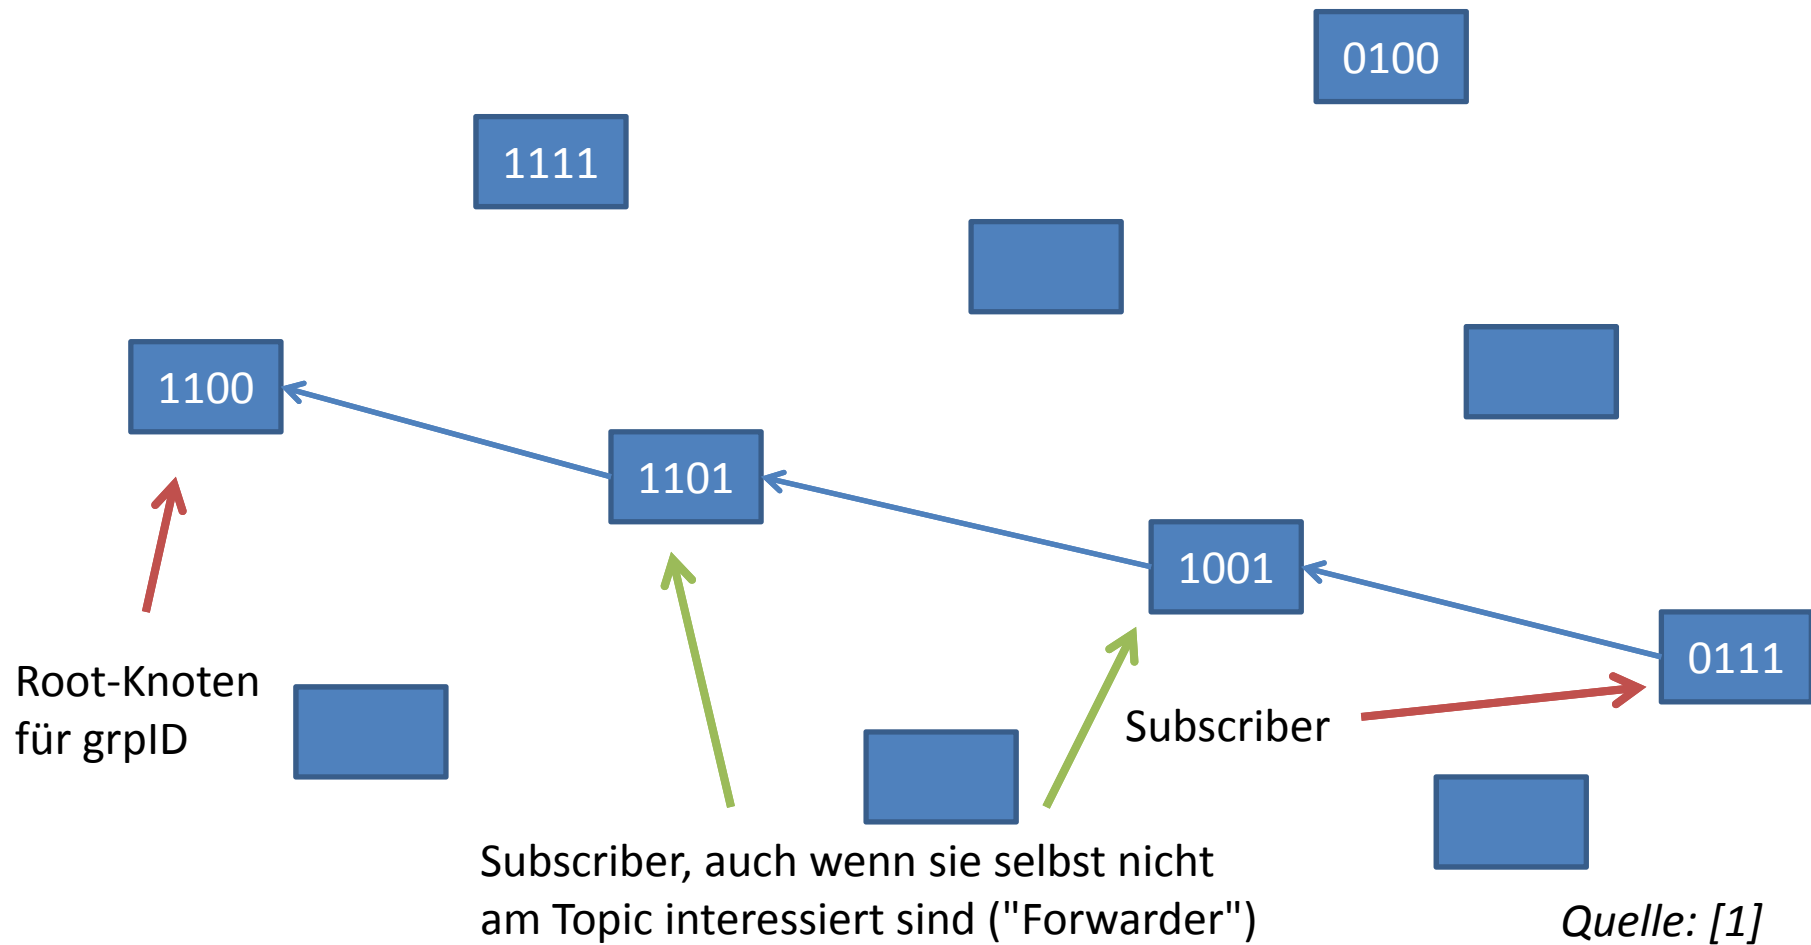 0100
1111
1100
1101
1001
0111
Root-Knoten
für grpID
Subscriber
Subscriber, auch wenn sie selbst nicht
am Topic interessiert sind ("Forwarder")
Quelle: [1]